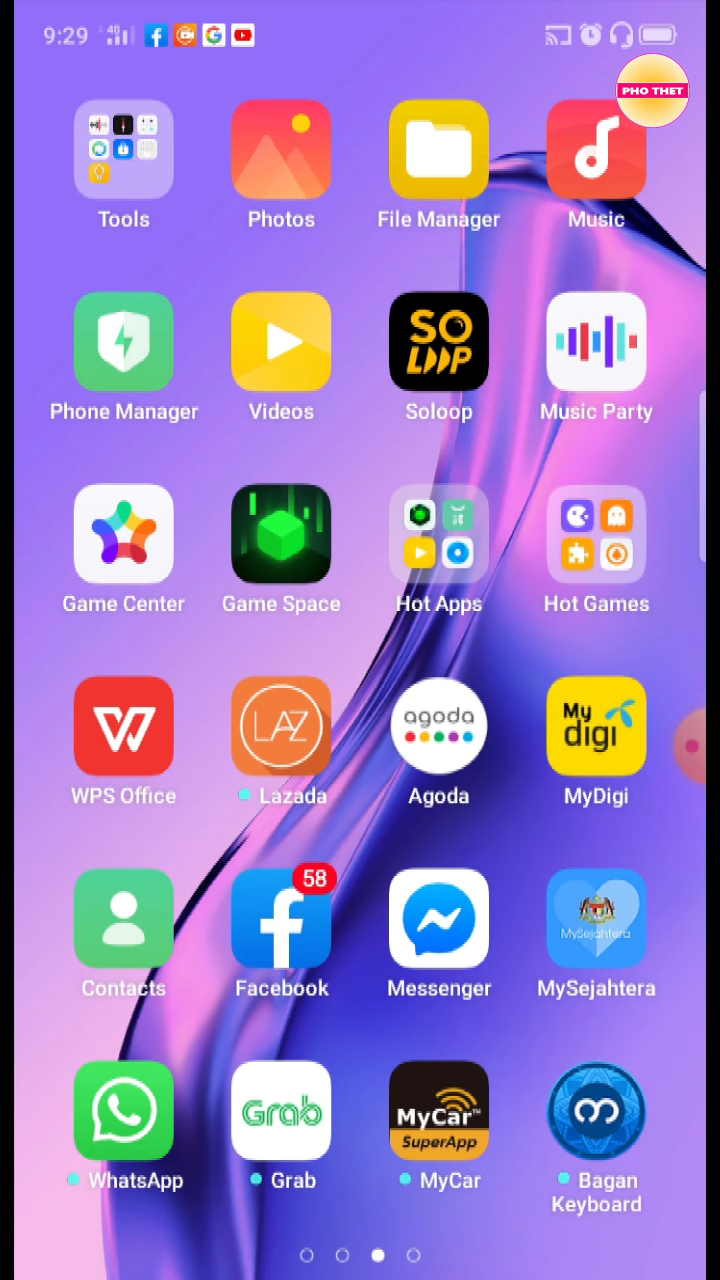 9:29 4G
PHO THET
Tools Photos File Manager Music
SO
LOOP
Phone Manager Videos Soloop Music Party
Game Center Game Space Hot Apps Hot Games
LAZ agoda My
digi
WPS Office Lazada Agoda MyDigi
58
MySejahtera
Contacts Facebook Messenger MySejahtera
Grab MyCar™
SuperApp
WhatsApp Grab MyCar Bagan
Keyboard